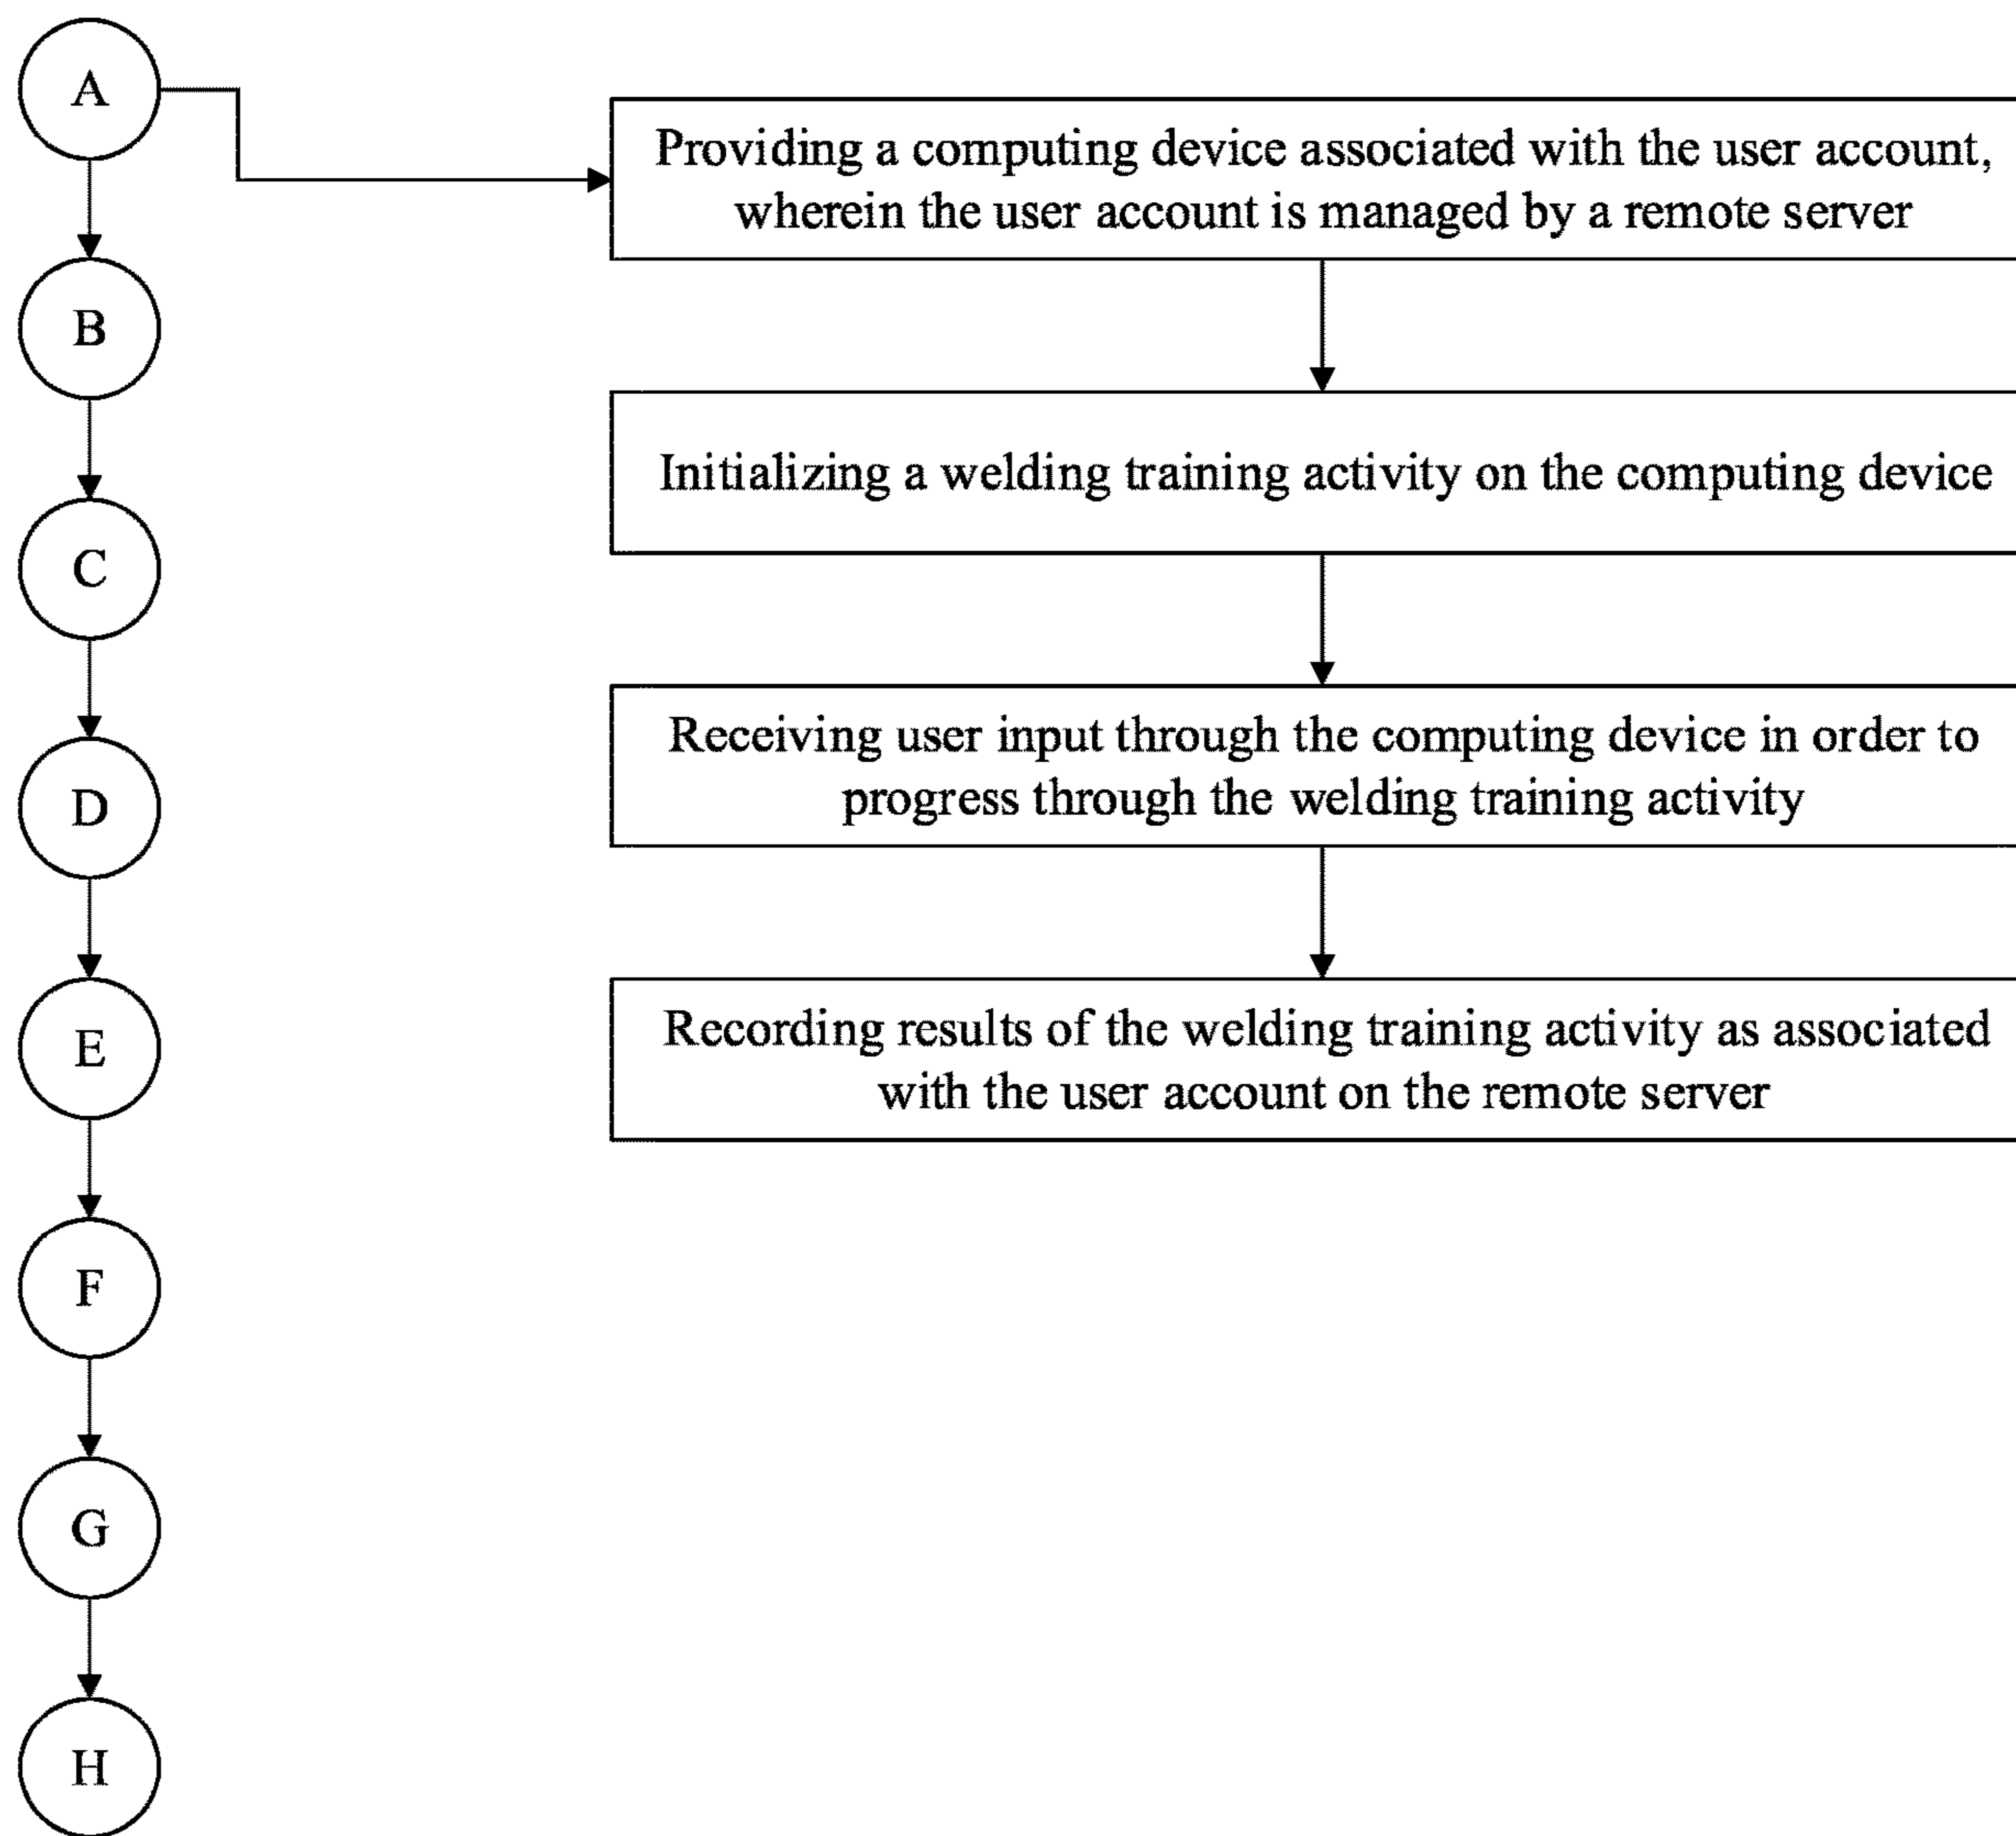 A
Providing a computing device associated with the user account,
wherein the user account is managed by a remote server
B
Initializing a welding training activity on the computing device
C
Receiving user input through the computing device in order to
progress through the welding training activity
D
E
Recording results of the welding training activity as associated
with the user account on the remote server
F
G
H